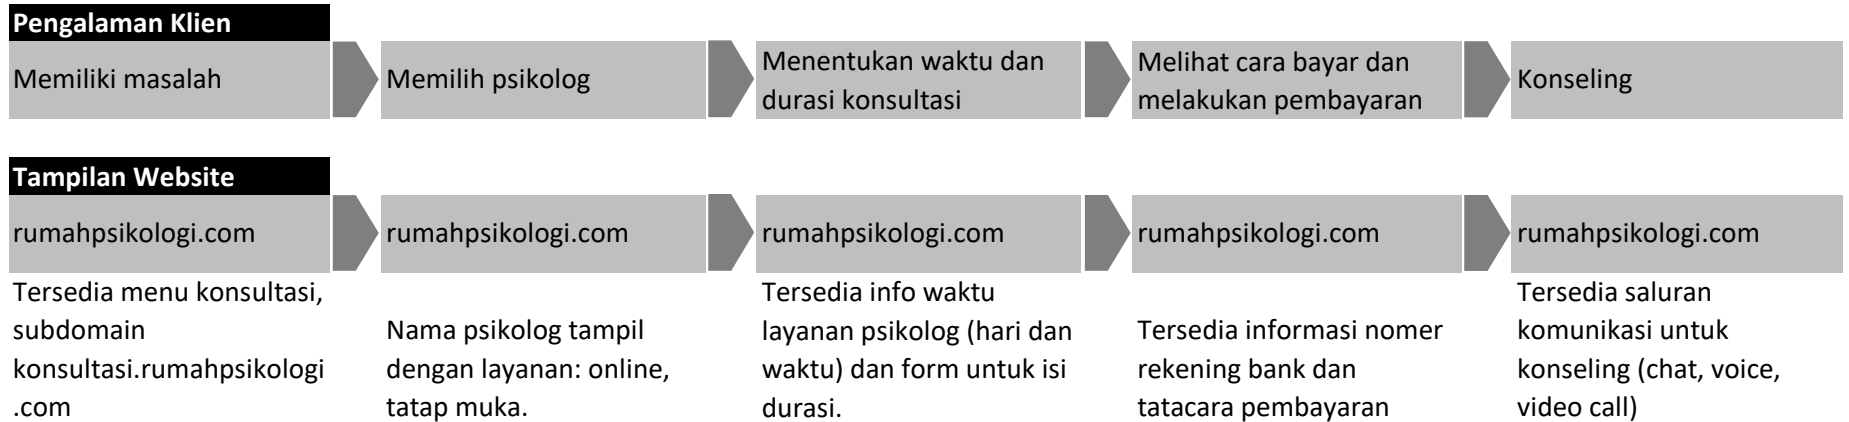 Pengalaman Klien
Memiliki masalah
Memilih psikolog
Menentukan waktu dan
durasi konsultasi
Melihat cara bayar dan
melakukan pembayaran
Konseling
Tampilan Website
rumahpsikologi.com
rumahpsikologi.com
rumahpsikologi.com
rumahpsikologi.com
rumahpsikologi.com
Tersedia menu konsultasi,
subdomain
konsultasi.rumahpsikologi
.com
Nama psikolog tampil
dengan layanan: online,
tatap muka.
Tersedia info waktu
layanan psikolog (hari dan
waktu) dan form untuk isi
durasi.
Tersedia informasi nomer
rekening bank dan
tatacara pembayaran
Tersedia saluran
komunikasi untuk
konseling (chat, voice,
video call)